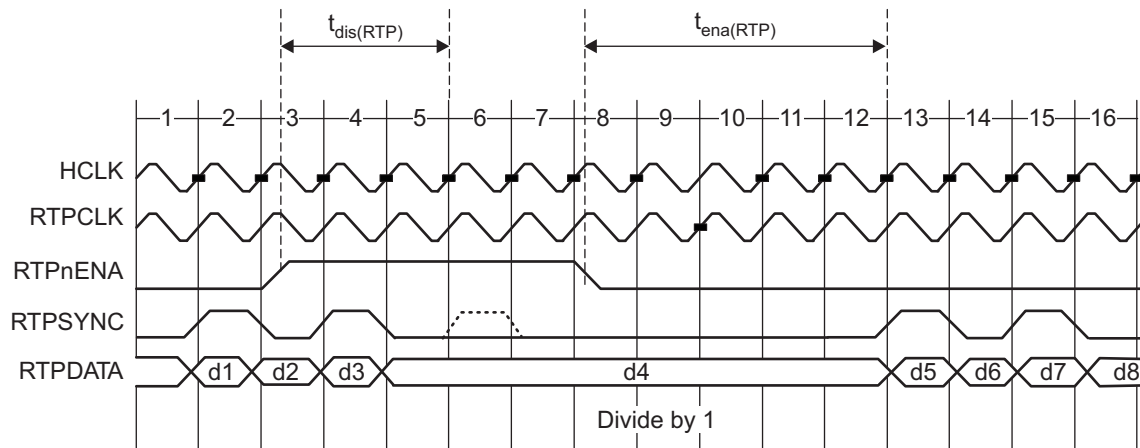 tdis(RTP) tena(RTP)
1 2 3 4 5 6 7 8 9 10 11 12 13 14 15 16
HCLK
RTPCLK
RTPnENA
RTPSYNC
RTPDATA d1 d2 d3 d4 d5 d6 d7 d8
Divide by 1